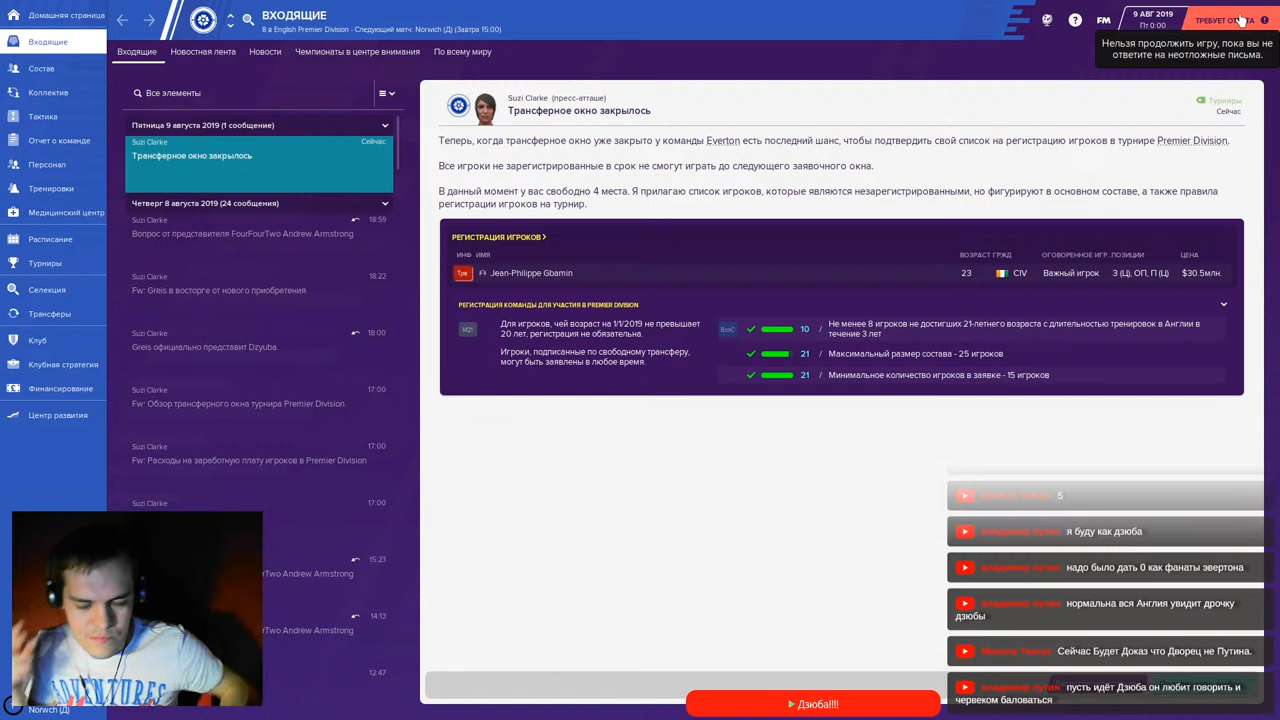 Домашняя страница
Входящие
Состав
Коллектив
Тактика
Отчет о команде
Персонал
Тренировки
Медицинский центр
Расписание
Турниры
Селекция
Трансферы
Клуб
Клубная стратегия
Финансирование
Центр развития
Norwch (Д)
ВХОДЯЩИЕ
8 в English Premier Division - Следующий матч: Norwich (Д) (Завтра 15:00)
FM
9 АВГ 2019
Пт 0:00
ТРЕБУЕТ
Нельзя продолжить игру, пока вы не
ответите на неотложные письма.
Входящие
Новостная лента
Новости
Чемпионаты в центре внимания
По всему миру
Все элементы
Пятница 9 августа 2019 (1 сообщение)
Suzi Clarke
Сейчас
Трансферное окно закрылось
Четверг 8 августа 2019 (24 сообщения)
Suzi Clarke
18:59
Вопрос от представителя FourFourTwo Andrew Armstrong
Suzi Clarke
18:22
Fw: Greis в восторге от нового приобретения
Suzi Clarke
18:00
Greis официально представит Dzyuba.
Suzi Clarke
17:00
Fw: Обзор трансферного окна турнира Premier Division
Suzi Clarke
17:00
Fw: Расходы на заработную плату игроков в Premier Division
Suzi Clarke
17:00
15:23
FourTwo Andrew Armstrong
14:13
FourTwo Andrew Armstrong
12:47
Suzi Clarke (пресс-атташе)
Трансферное окно закрылось
Турниры
Сейчас
Теперь, когда трансферное окно уже закрыто у команды Everton есть последний шанс, чтобы подтвердить свой список на регистрацию игроков в турнире Premier Division.
Все игроки не зарегистрированные в срок не смогут играть до следующего заявочного окна.
В данный момент у вас свободно 4 места. Я прилагаю список игроков, которые являются незарегистрированными, но фигурируют в основном составе, а также правила
регистрации игроков на турнир.
РЕГИСТРАЦИЯ ИГРОКОВ
ИНФ ИМЯ ВОЗРАСТ ГРЖД ОГОВОРЕННОЕ ИГР.. ПОЗИЦИИ ЦЕНА
Трв Jean-Philippe Gbamin 23 CIV Важный игрок З (Ц), ОП, П (Ц) $30.5млн.
РЕГИСТРАЦИЯ КОМАНДЫ ДЛЯ УЧАСТИЯ В PREMIER DIVISION
М21
Для игроков, чей возраст на 1/1/2019 не превышает
20 лет, регистрация не обязательна.
Игроки, подписанные по свободному трансферу,
могут быть заявлены в любое время.
ВопС
10 / Не менее 8 игроков не достигших 21-летнего возраста с длительностью тренировок в Англии в
течение 3 лет
21 / Максимальный размер состава - 25 игроков
21 / Минимальное количество игроков в заявке - 15 игроков
5
я буду как дзюба
надо было дать 0 как фанаты эвертона
нормальна вся Англия увидит дрочку
дзюбы
Сейчас Будет Доказ что Дворец не Путина.
пусть идёт Дзюба он любит говорить и
червеком баловаться
Дзюба!!!!
ADVENTURES